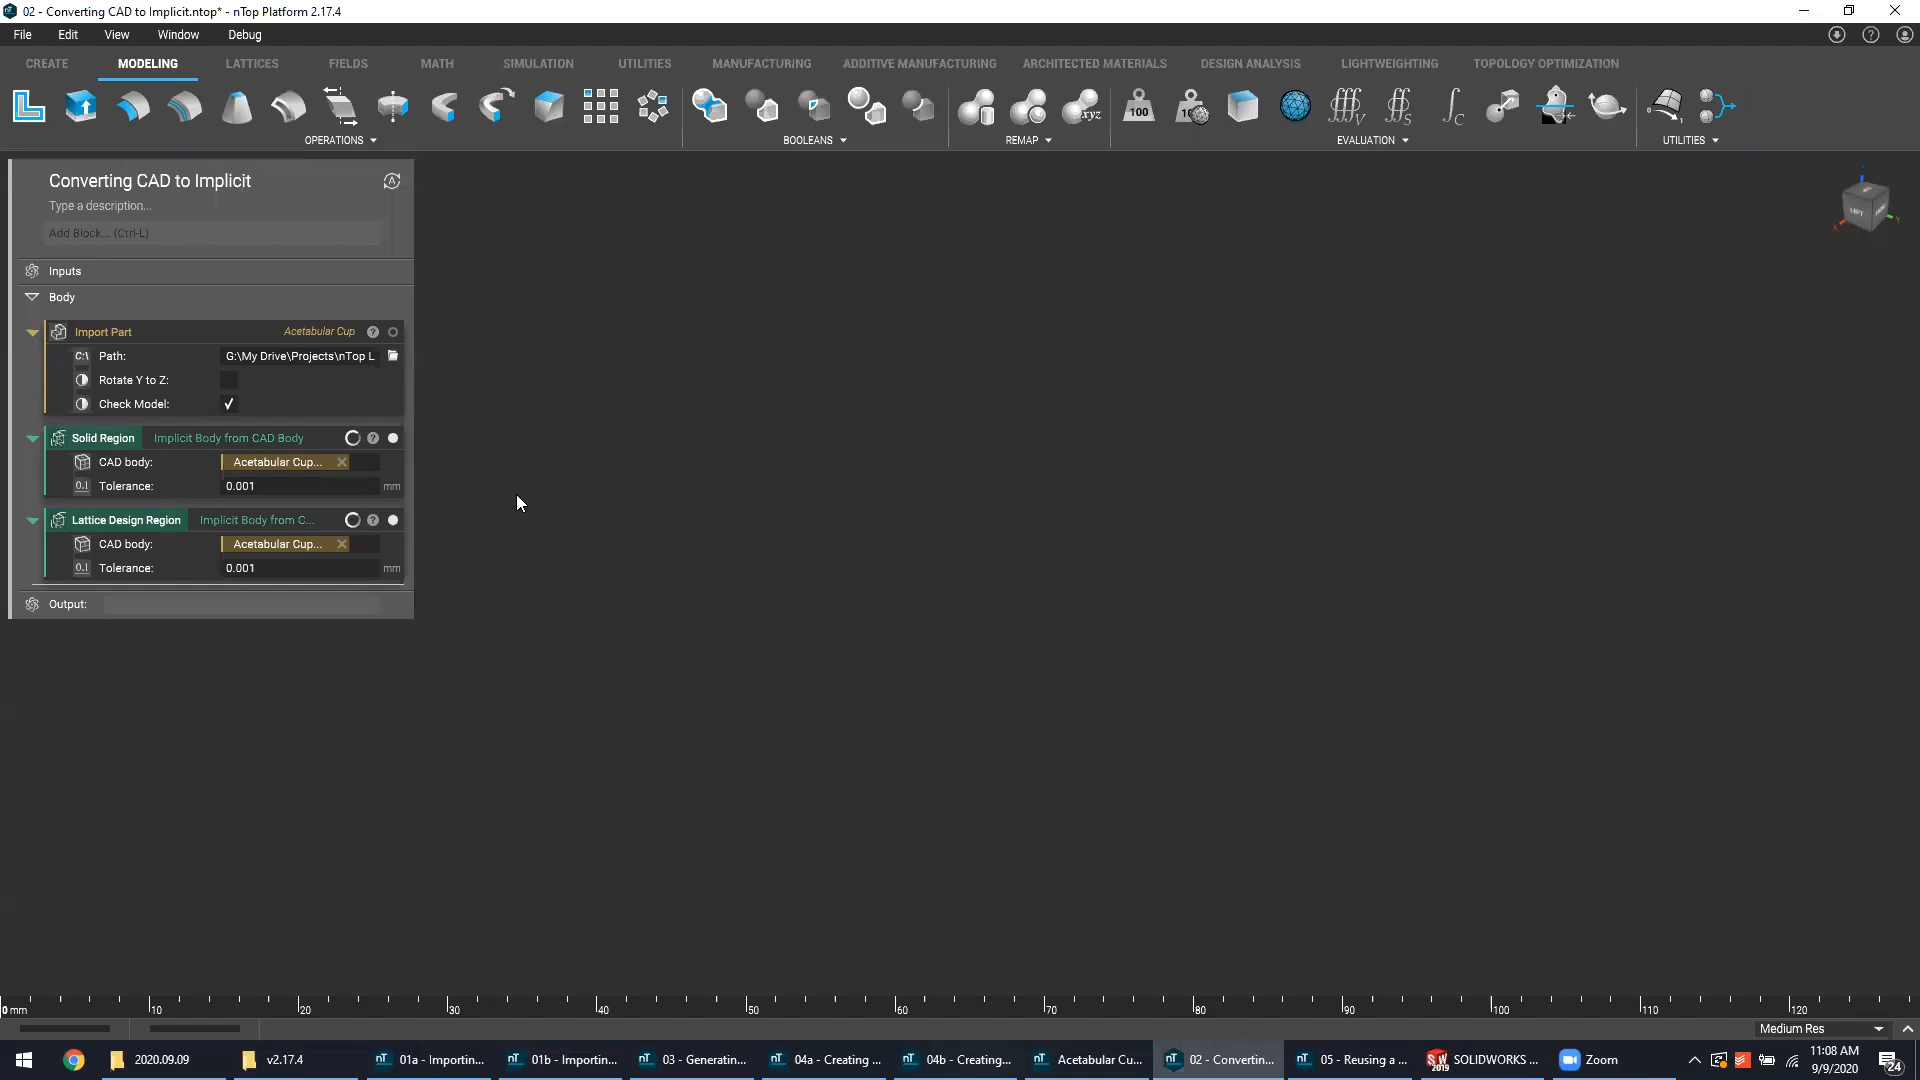 02 - Converting CAD to Implicit.ntop* - nTop Platform 2.17.4
File Edit View Window Debug
CREATE MODELING LATTICES FIELDS MATH SIMULATION UTILITIES MANUFACTURING ADDITIVE MANUFACTURING ARCHITECTED MATERIALS DESIGN ANALYSIS LIGHTWEIGHTING TOPOLOGY OPTIMIZATION
OPERATIONS BOOLEANS REMAP EVALUATION UTILITIES
Converting CAD to Implicit
Type a description...
Add Block... (Ctrl-L)
Inputs
Body
Import Part Acetabular Cup
Path: G:\My Drive\Projects\nTop L
Rotate Y to Z:
Check Model:
Solid Region Implicit Body from CAD Body
CAD body: Acetabular Cup...
Tolerance: 0.001 mm
Lattice Design Region Implicit Body from C...
CAD body: Acetabular Cup...
Tolerance: 0.001 mm
Output:
LEFT
0 mm 10 20 30 40 50 60 70 80 90 100 110 120
Medium Res
2020.09.09 v2.17.4 01a - Importin... 01b - Importin... 03 - Generatin... 04a - Creating ... 04b - Creating... Acetabular Cu... 02 - Convertin... 05 - Reusing a ... SOLIDWORKS ... Zoom
11:08 AM
9/9/2020
24